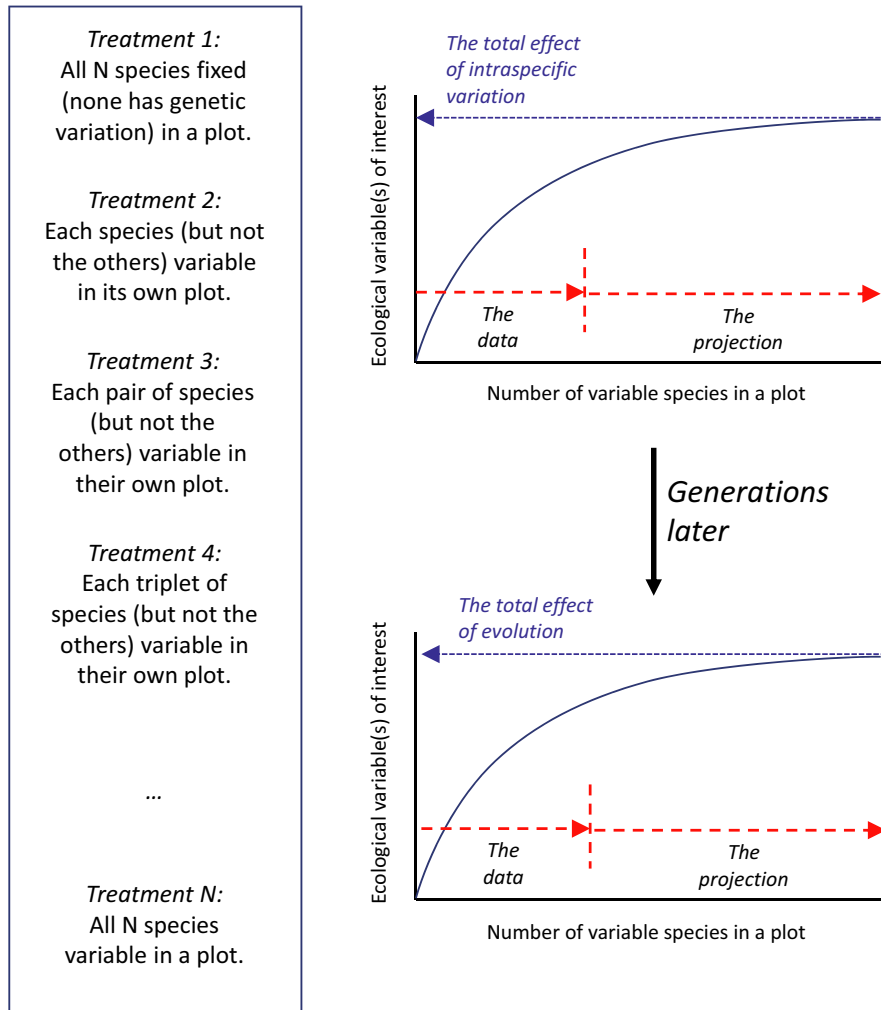 Treatment 1:
All N species fixed
(none has genetic
variation) in a plot.
Treatment 2:
Each species (but not
the others) variable
in its own plot.
Treatment 3:
Each pair of species
(but not the
others) variable in
their own plot.
Treatment 4:
Each triplet of
species (but not the
others) variable in
their own plot.
...
Treatment N:
All N species
variable in a plot.
Ecological variable(s) of interest
The total effect
of intraspecific
variation
The
data
The
projection
Number of variable species in a plot
Generations
later
Ecological variable(s) of interest
The total effect
of evolution
The
data
The
projection
Number of variable species in a plot